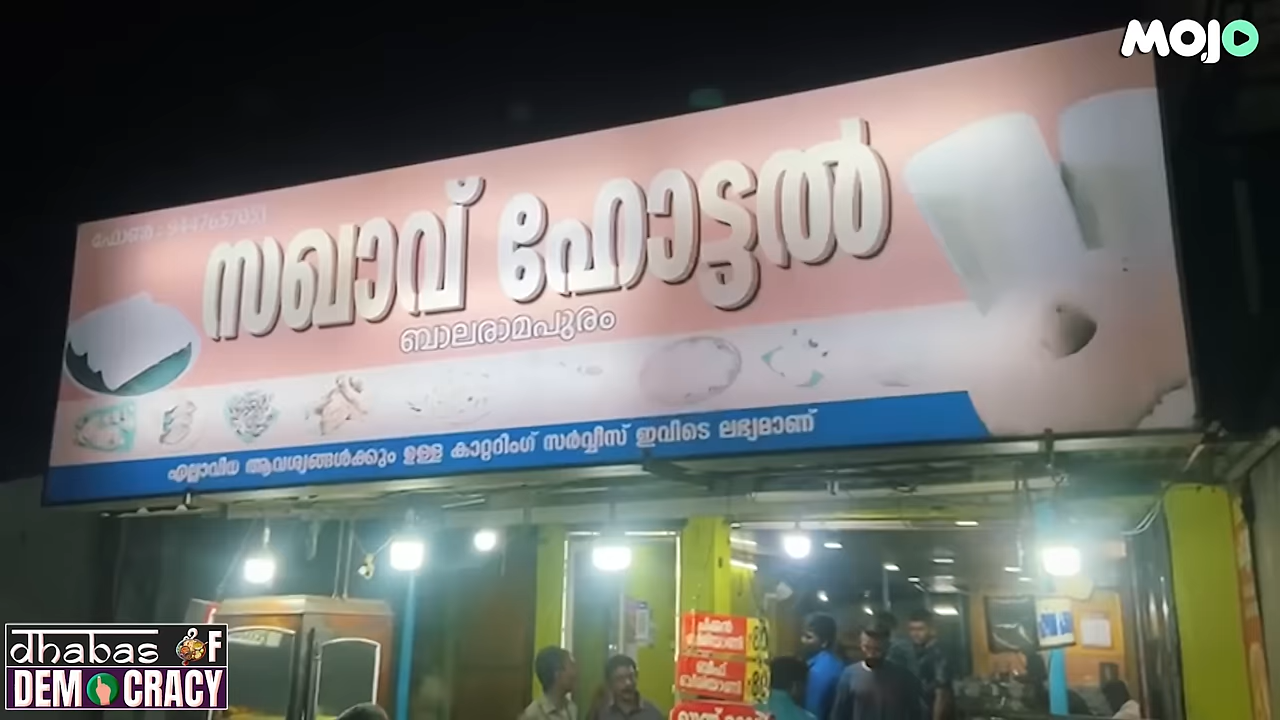 MOJO
ഫോൺ : 9447657051
സഖാവ് ഹോട്ടൽ
ബാലരാമപുരം
എല്ലാവിധ ആവശ്യങ്ങൾക്കും ഉള്ള കാറ്ററിംഗ് സർവ്വീസ് ഇവിടെ ലഭ്യമാണ്
ചിക്കൻ
ബിരിയാണി
ബീഫ്
ബിരിയാണി
dhabas OF
DEMOCRACY